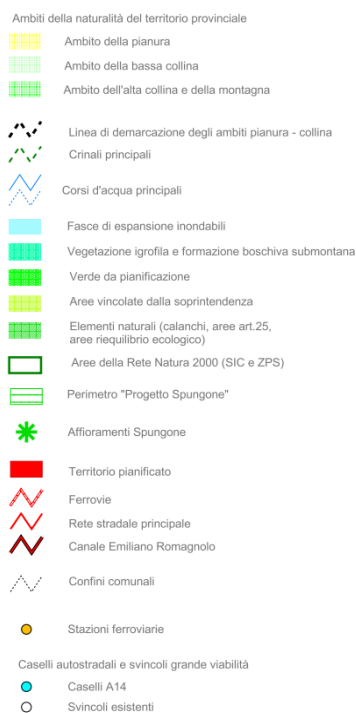 Ambiti della naturalità del territorio provinciale
Ambito della pianura
Ambito della bassa collina
Ambito dell'alta collina e della montagna
Linea di demarcazione degli ambiti pianura - collina
Crinali principali
Corsi d'acqua principali
Fasce di espansione inondabili
Vegetazione igrofila e formazione boschiva submontana
Verde da pianificazione
Aree vincolate dalla soprintendenza
Elementi naturali (calanchi, aree art.25,
aree riequilibrio ecologico)
Aree della Rete Natura 2000 (SIC e ZPS)
Perimetro "Progetto Spungone"
Affioramenti Spungone
Territorio pianificato
Ferrovie
Rete stradale principale
Canale Emiliano Romagnolo
Confini comunali
Stazioni ferroviarie
Caselli autostradali e svincoli grande viabilità
Caselli A14
Svincoli esistenti